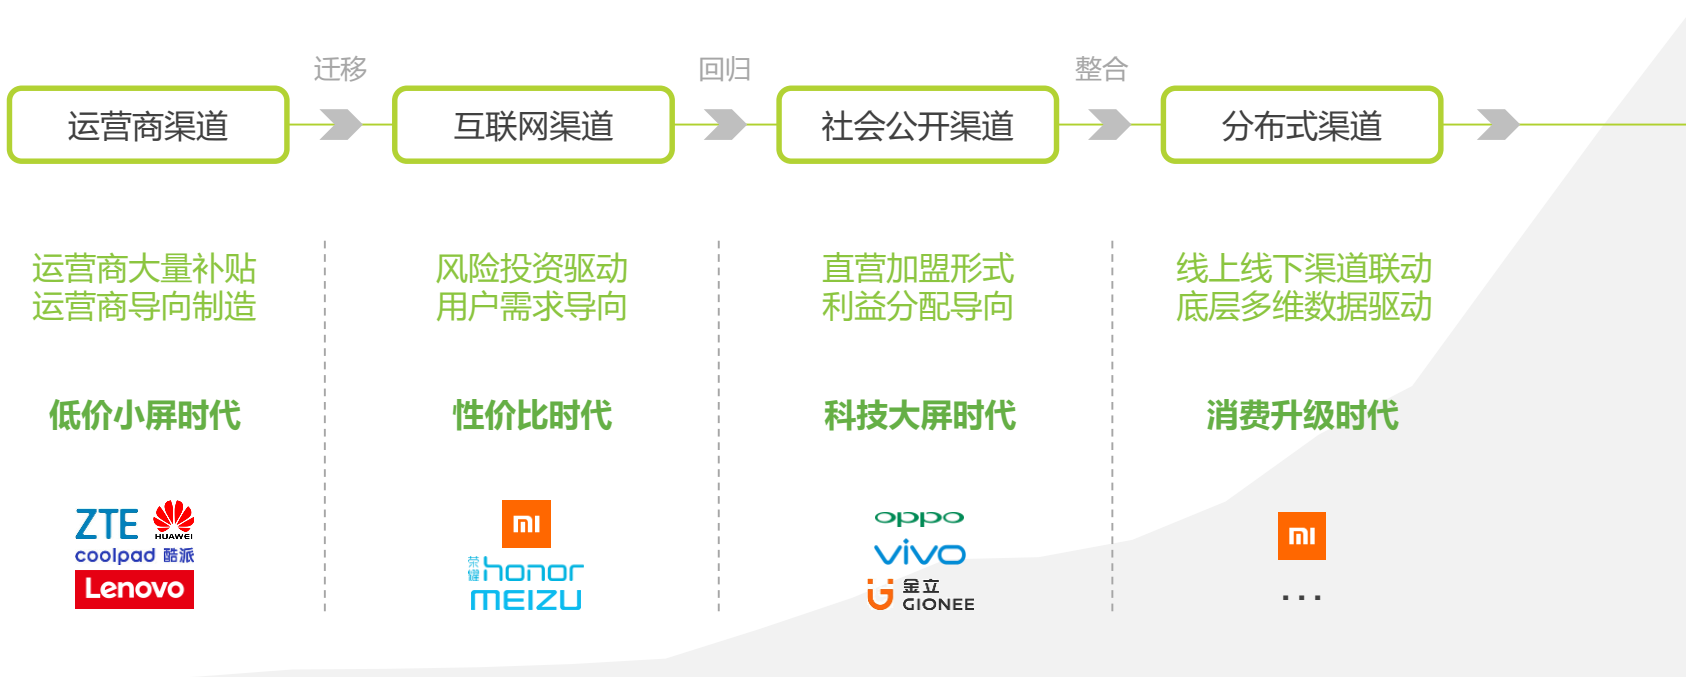 迁移
回归
整合
运营商渠道
互联网渠道
社会公开渠道
分布式渠道
运营商大量补贴
运营商导向制造
风险投资驱动
用户需求导向
直营加盟形式
利益分配导向
线上线下渠道联动
底层多维数据驱动
低价小屏时代
性价比时代
科技大屏时代
消费升级时代
ZTE
HUAWEI
coolpad 酷派
Lenovo
MI
荣耀 honor
MEIZU
oppo
vivo
金立
GIONEE
MI
...